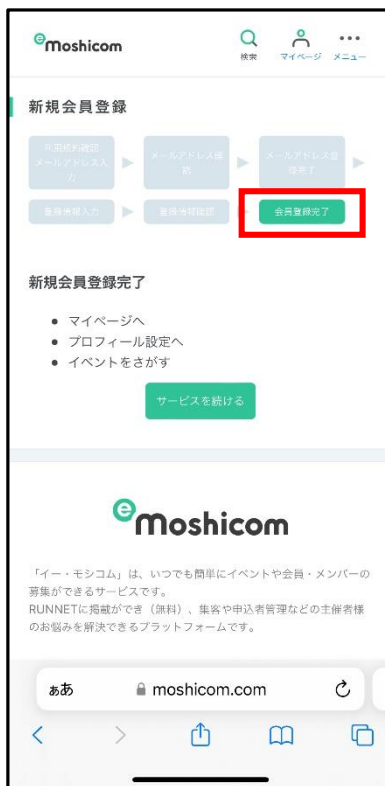 e moshicom
検索 マイページ メニュー
新規会員登録
利用規約確認
メールアドレス入
力
メールアドレス確
認
メールアドレス登
録完了
登録情報入力
登録情報確認
会員登録完了
新規会員登録完了
マイページへ
プロフィール設定へ
イベントをさがす
サービスを続ける
e moshicom
「イー・モシコム」は、いつでも簡単にイベントや会員・メンバーの
募集ができるサービスです。
RUNNETに掲載ができ（無料）、集客や申込者管理などの主催者様
のお悩みを解決できるプラットフォームです。
ぁあ moshicom.com